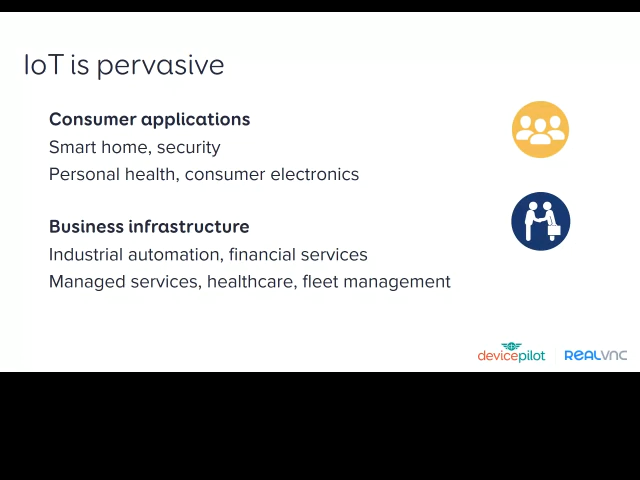 IoT is pervasive
Consumer applications
Smart home, security
Personal health, consumer electronics
Business infrastructure
Industrial automation, financial services
Managed services, healthcare, fleet management
devicepilot
REALVNC